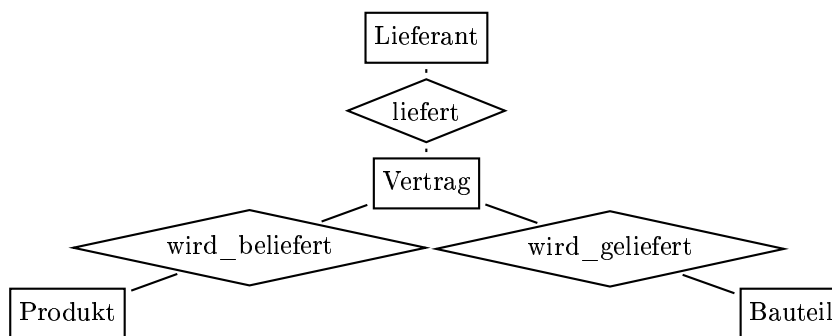 Lieferant
liefert
Vertrag
wird_beliefert
wird_geliefert
Produkt
Bauteil